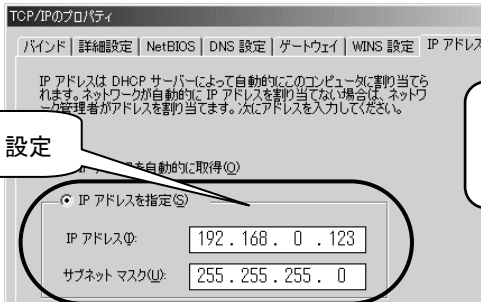 TCP/IPのプロパティ
バインド 詳細設定 NetBIOS DNS 設定 ゲートウェイ WINS 設定 IP アドレス
IP アドレスは DHCP サーバーによって自動的にこのコンピュータに割り当てら
れます。ネットワークが自動的に IP アドレスを割り当てない場合は、ネットワ
ーク管理者がアドレスを割り当てます。次にアドレスを入力してください。
設定
を自動的に取得(O)
IP アドレスを指定(S)
IP アドレス(I): 192 . 168 . 0 . 123
サブネット マスク(U): 255 . 255 . 255 . 0